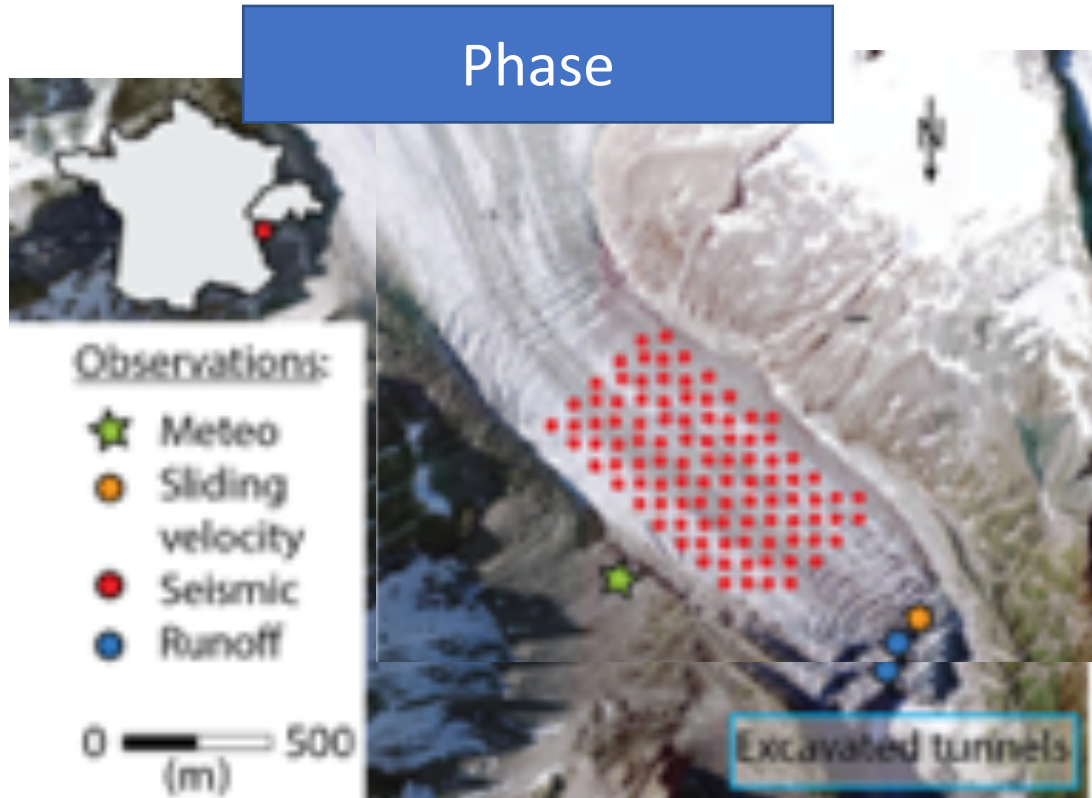 Phase
N
Observations:
Meteo
Sliding
velocity
Seismic
Runoff
0 500
(m)
Excavated tunnels